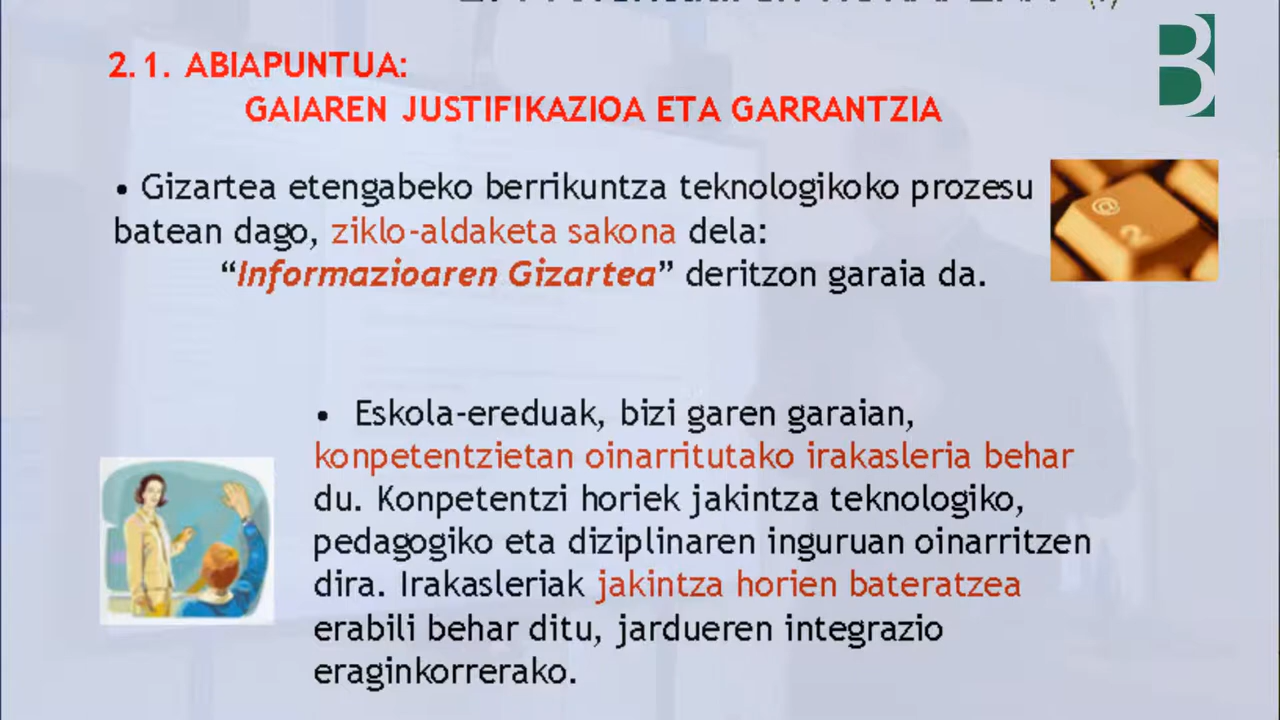 2.1. ABIAPUNTUA:
GAIAREN JUSTIFIKAZIOA ETA GARRANTZIA
• Gizartea etengabeko berrikuntza teknologikoko prozesu
batean dago, ziklo-aldaketa sakona dela:
“Informazioaren Gizartea” deritzon garaia da.
• Eskola-ereduak, bizi garen garaian,
konpetentzietan oinarritutako irakasleria behar
du. Konpetentzi horiek jakintza teknologiko,
pedagogiko eta diziplinaren inguruan oinarritzen
dira. Irakasleriak jakintza horien bateratzea
erabili behar ditu, jardueren integrazio
eraginkorrerako.
B
@
2